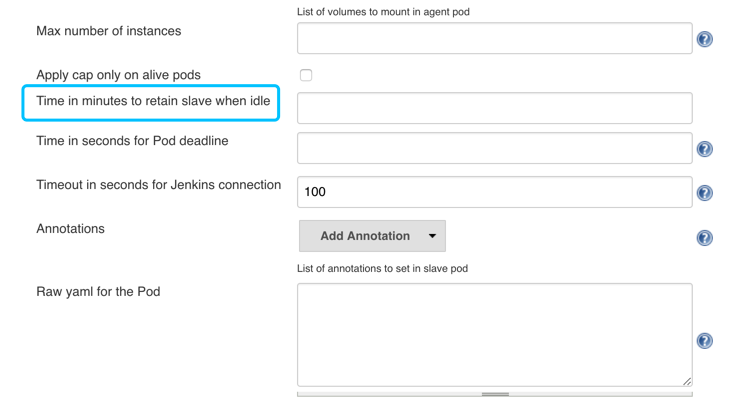 List of volumes to mount in agent pod
Max number of instances
Apply cap only on alive pods
Time in minutes to retain slave when idle
Time in seconds for Pod deadline
Timeout in seconds for Jenkins connection
100
Annotations
Add Annotation
List of annotations to set in slave pod
Raw yaml for the Pod